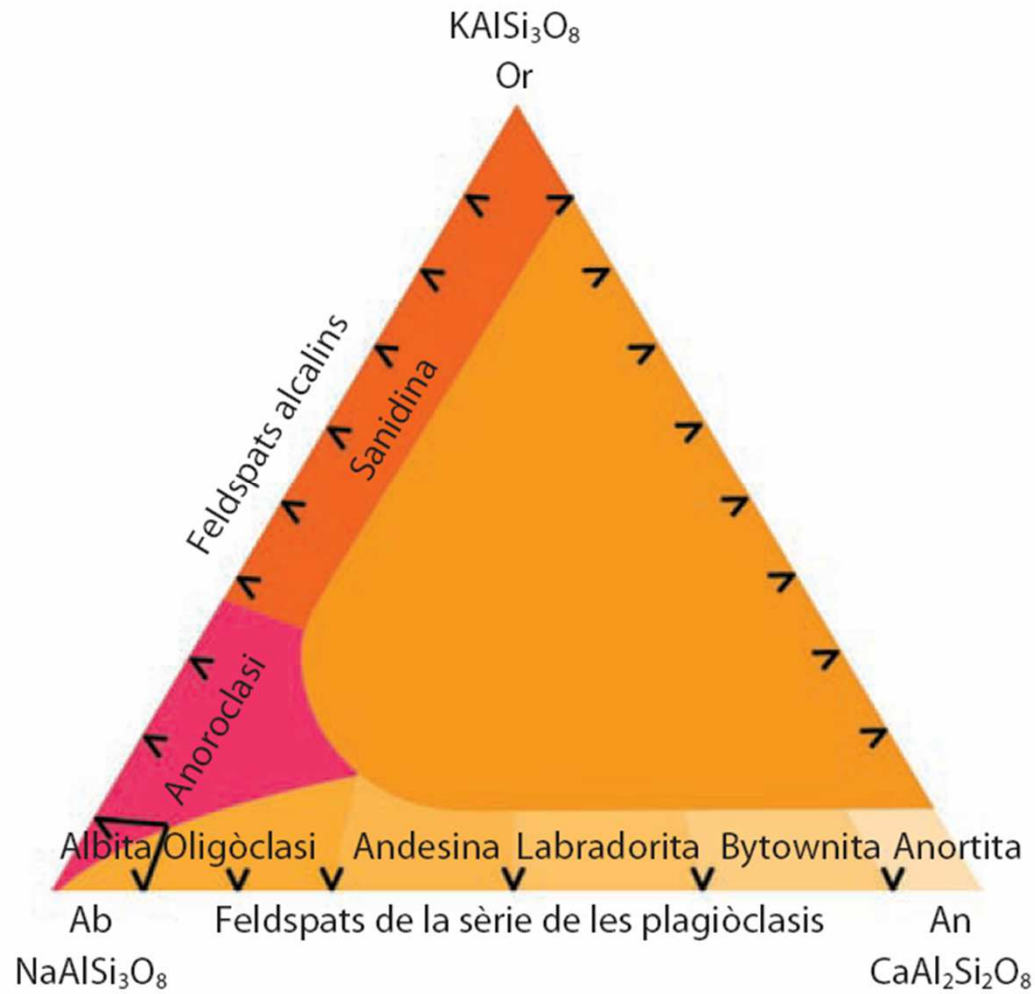 KAlSi₃O₈
Or
Feldspats alcalins
Sanidina
Anoroclasi
Albita Oligòclasi Andesina Labradorita Bytownita Anortita
Ab Feldspats de la sèrie de les plagiòclasis An
NaAlSi₃O₈ CaAl₂Si₂O₈